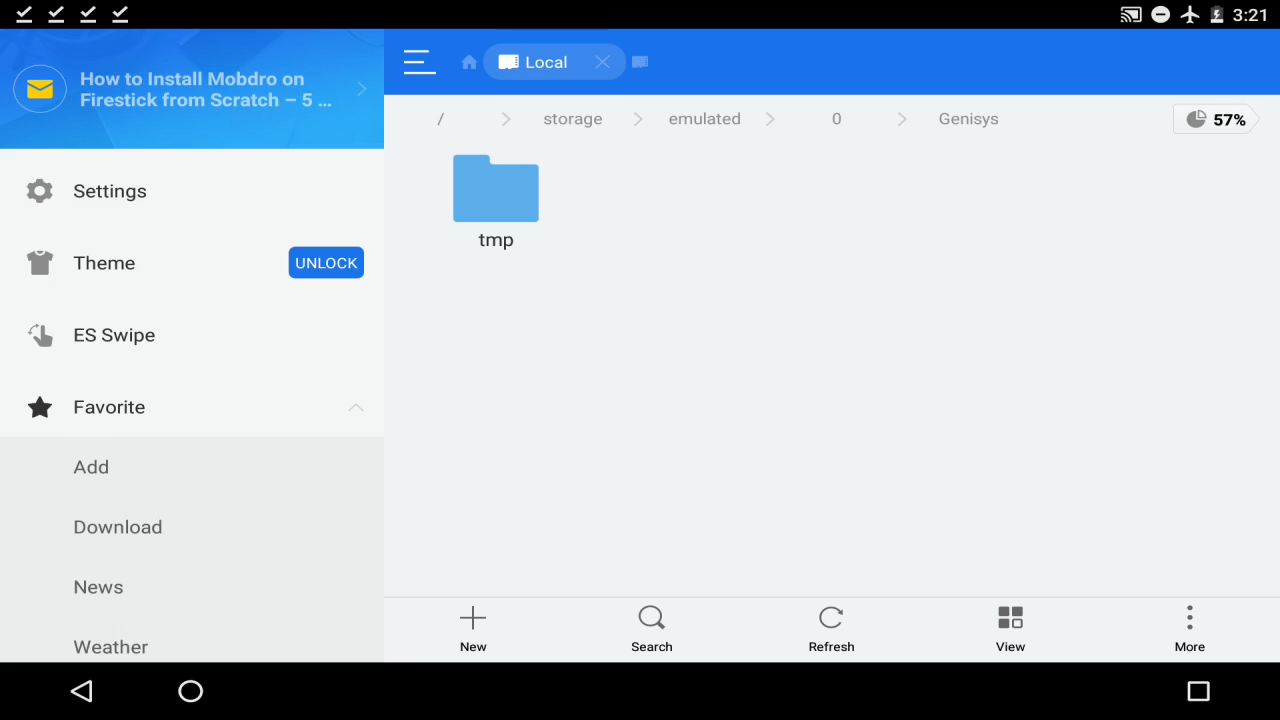 3:21
How to Install Mobdro on
Firestick from Scratch – 5 ...
Local
/ storage emulated 0 Genisys
57%
Settings
tmp
Theme
UNLOCK
ES Swipe
Favorite
Add
Download
News
Weather
New
Search
Refresh
View
More